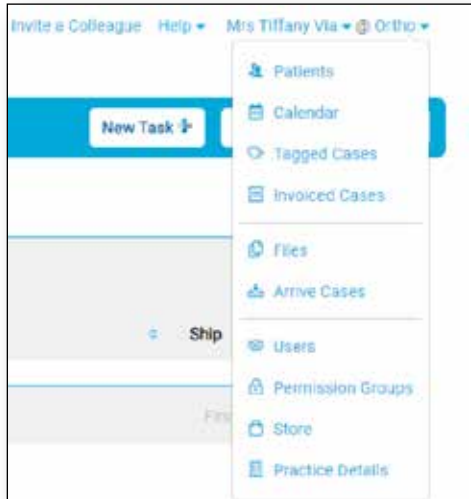 Invite a Colleague Help Mrs Tiffany Via @ Ortho
Patients
Calendar
New Task
Tagged Cases
Invoiced Cases
Files
Arrive Cases
Ship
Users
Permission Groups
Store
Practice Details